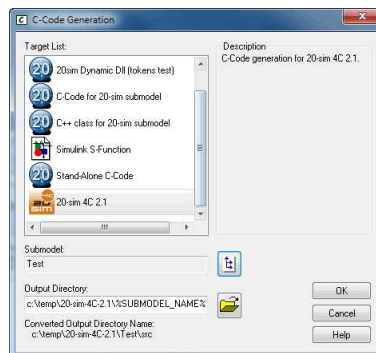 C-Code Generation
Target List:
20sim Dynamic Dll (tokens test)
C-Code for 20-sim submodel
C++ class for 20-sim submodel
Simulink S-Function
Stand-Alone C-Code
20-sim 4C 2.1
Description
C-Code generation for 20-sim 4C 2.1.
Submodel:
Test
Output Directory:
c:\temp\20-sim-4C-2.1\%SUBMODEL_NAME%
Converted Output Directory Name:
c:\temp\20-sim-4C-2.1\Test\src
OK
Cancel
Help